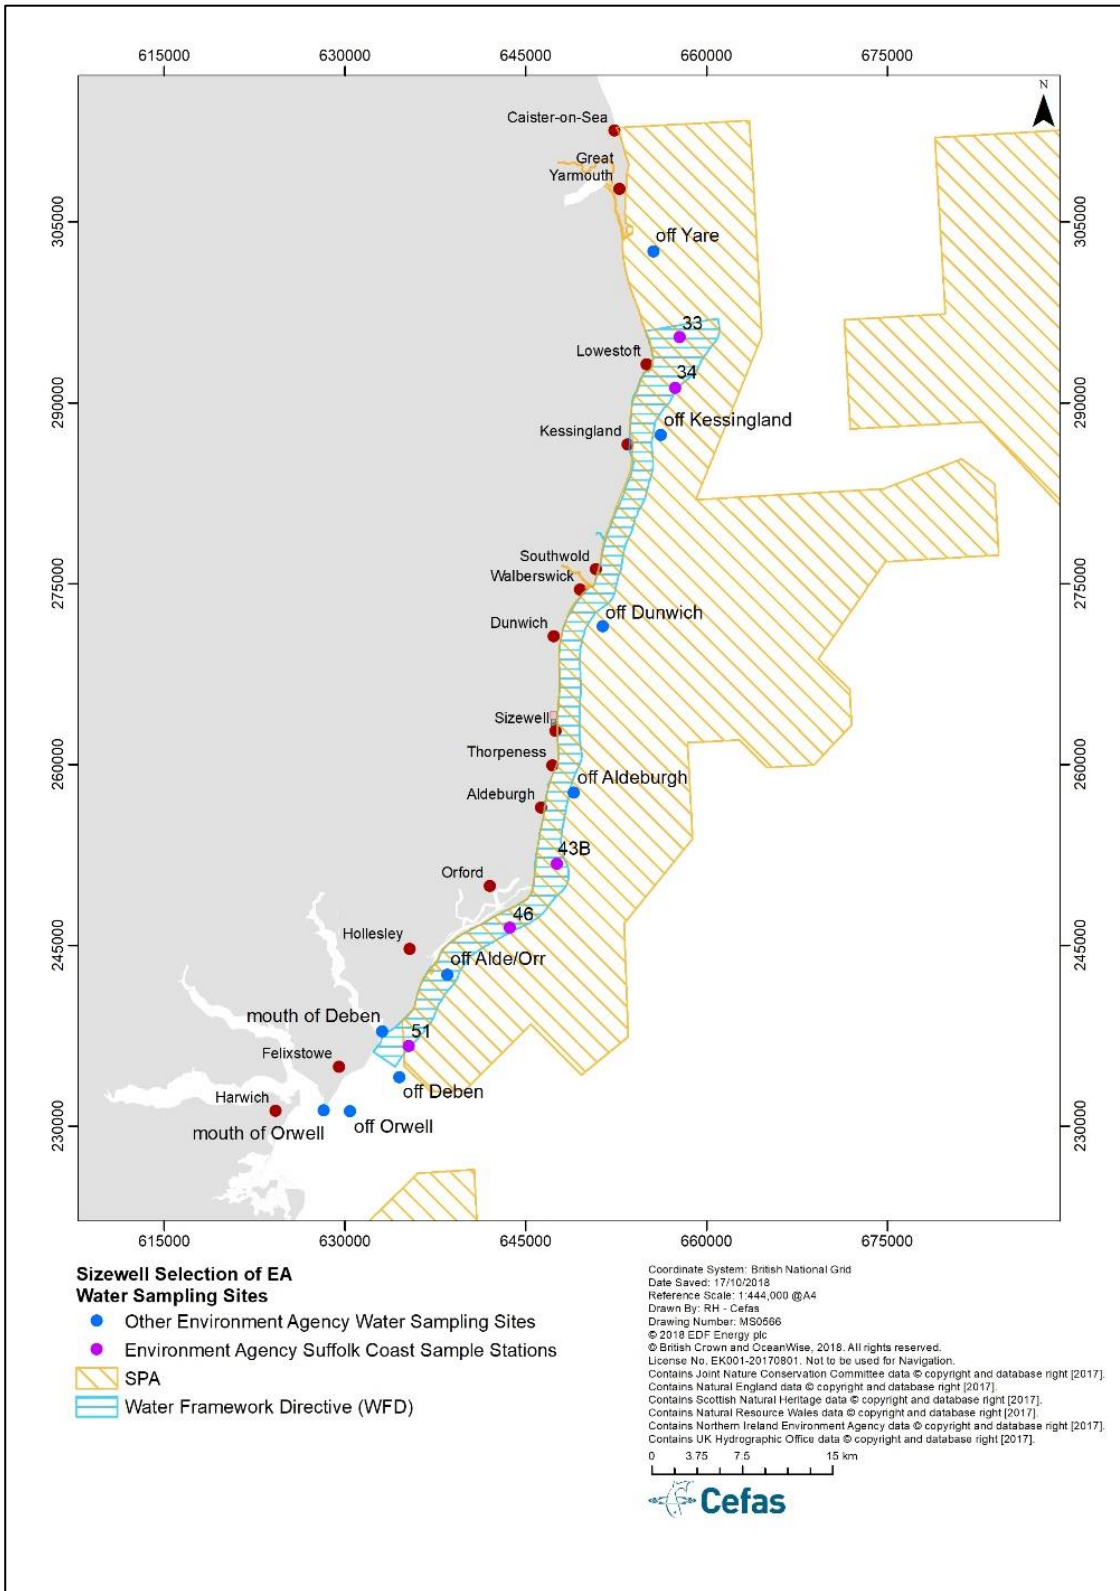 615000 630000 645000 660000 675000
N
Caister-on-Sea
Great
Yarmouth
305000
305000
off Yare
33
Lowestoft
34
290000
290000
off Kessingland
Kessingland
Southwold
275000
275000
Walberswick
off Dunwich
Dunwich
Sizewell
Thorpeness
260000
260000
off Aldeburgh
Aldeburgh
43B
Orford
46
Hollesley
245000
245000
off Alde/Orr
mouth of Deben
51
Felixstowe
off Deben
Harwich
230000
230000
mouth of Orwell
off Orwell
615000 630000 645000 660000 675000
Sizewell Selection of EA
Water Sampling Sites
Other Environment Agency Water Sampling Sites
Environment Agency Suffolk Coast Sample Stations
SPA
Water Framework Directive (WFD)
Coordinate System: British National Grid
Date Saved: 17/10/2018
Reference Scale: 1:444,000 @A4
Drawn By: RH - Cefas
Drawing Number: MS0566
© 2018 EDF Energy plc
© British Crown and OceanWise, 2018. All rights reserved.
License No. EK001-20170801. Not to be used for Navigation.
Contains Joint Nature Conservation Committee data © copyright and database right [2017].
Contains Natural England data © copyright and database right [2017].
Contains Scottish Natural Heritage data © copyright and database right [2017].
Contains Natural Resource Wales data © copyright and database right [2017].
Contains Northern Ireland Environment Agency data © copyright and database right [2017].
Contains UK Hydrographic Office data © copyright and database right [2017].
0 3.75 7.5 15 km
Cefas